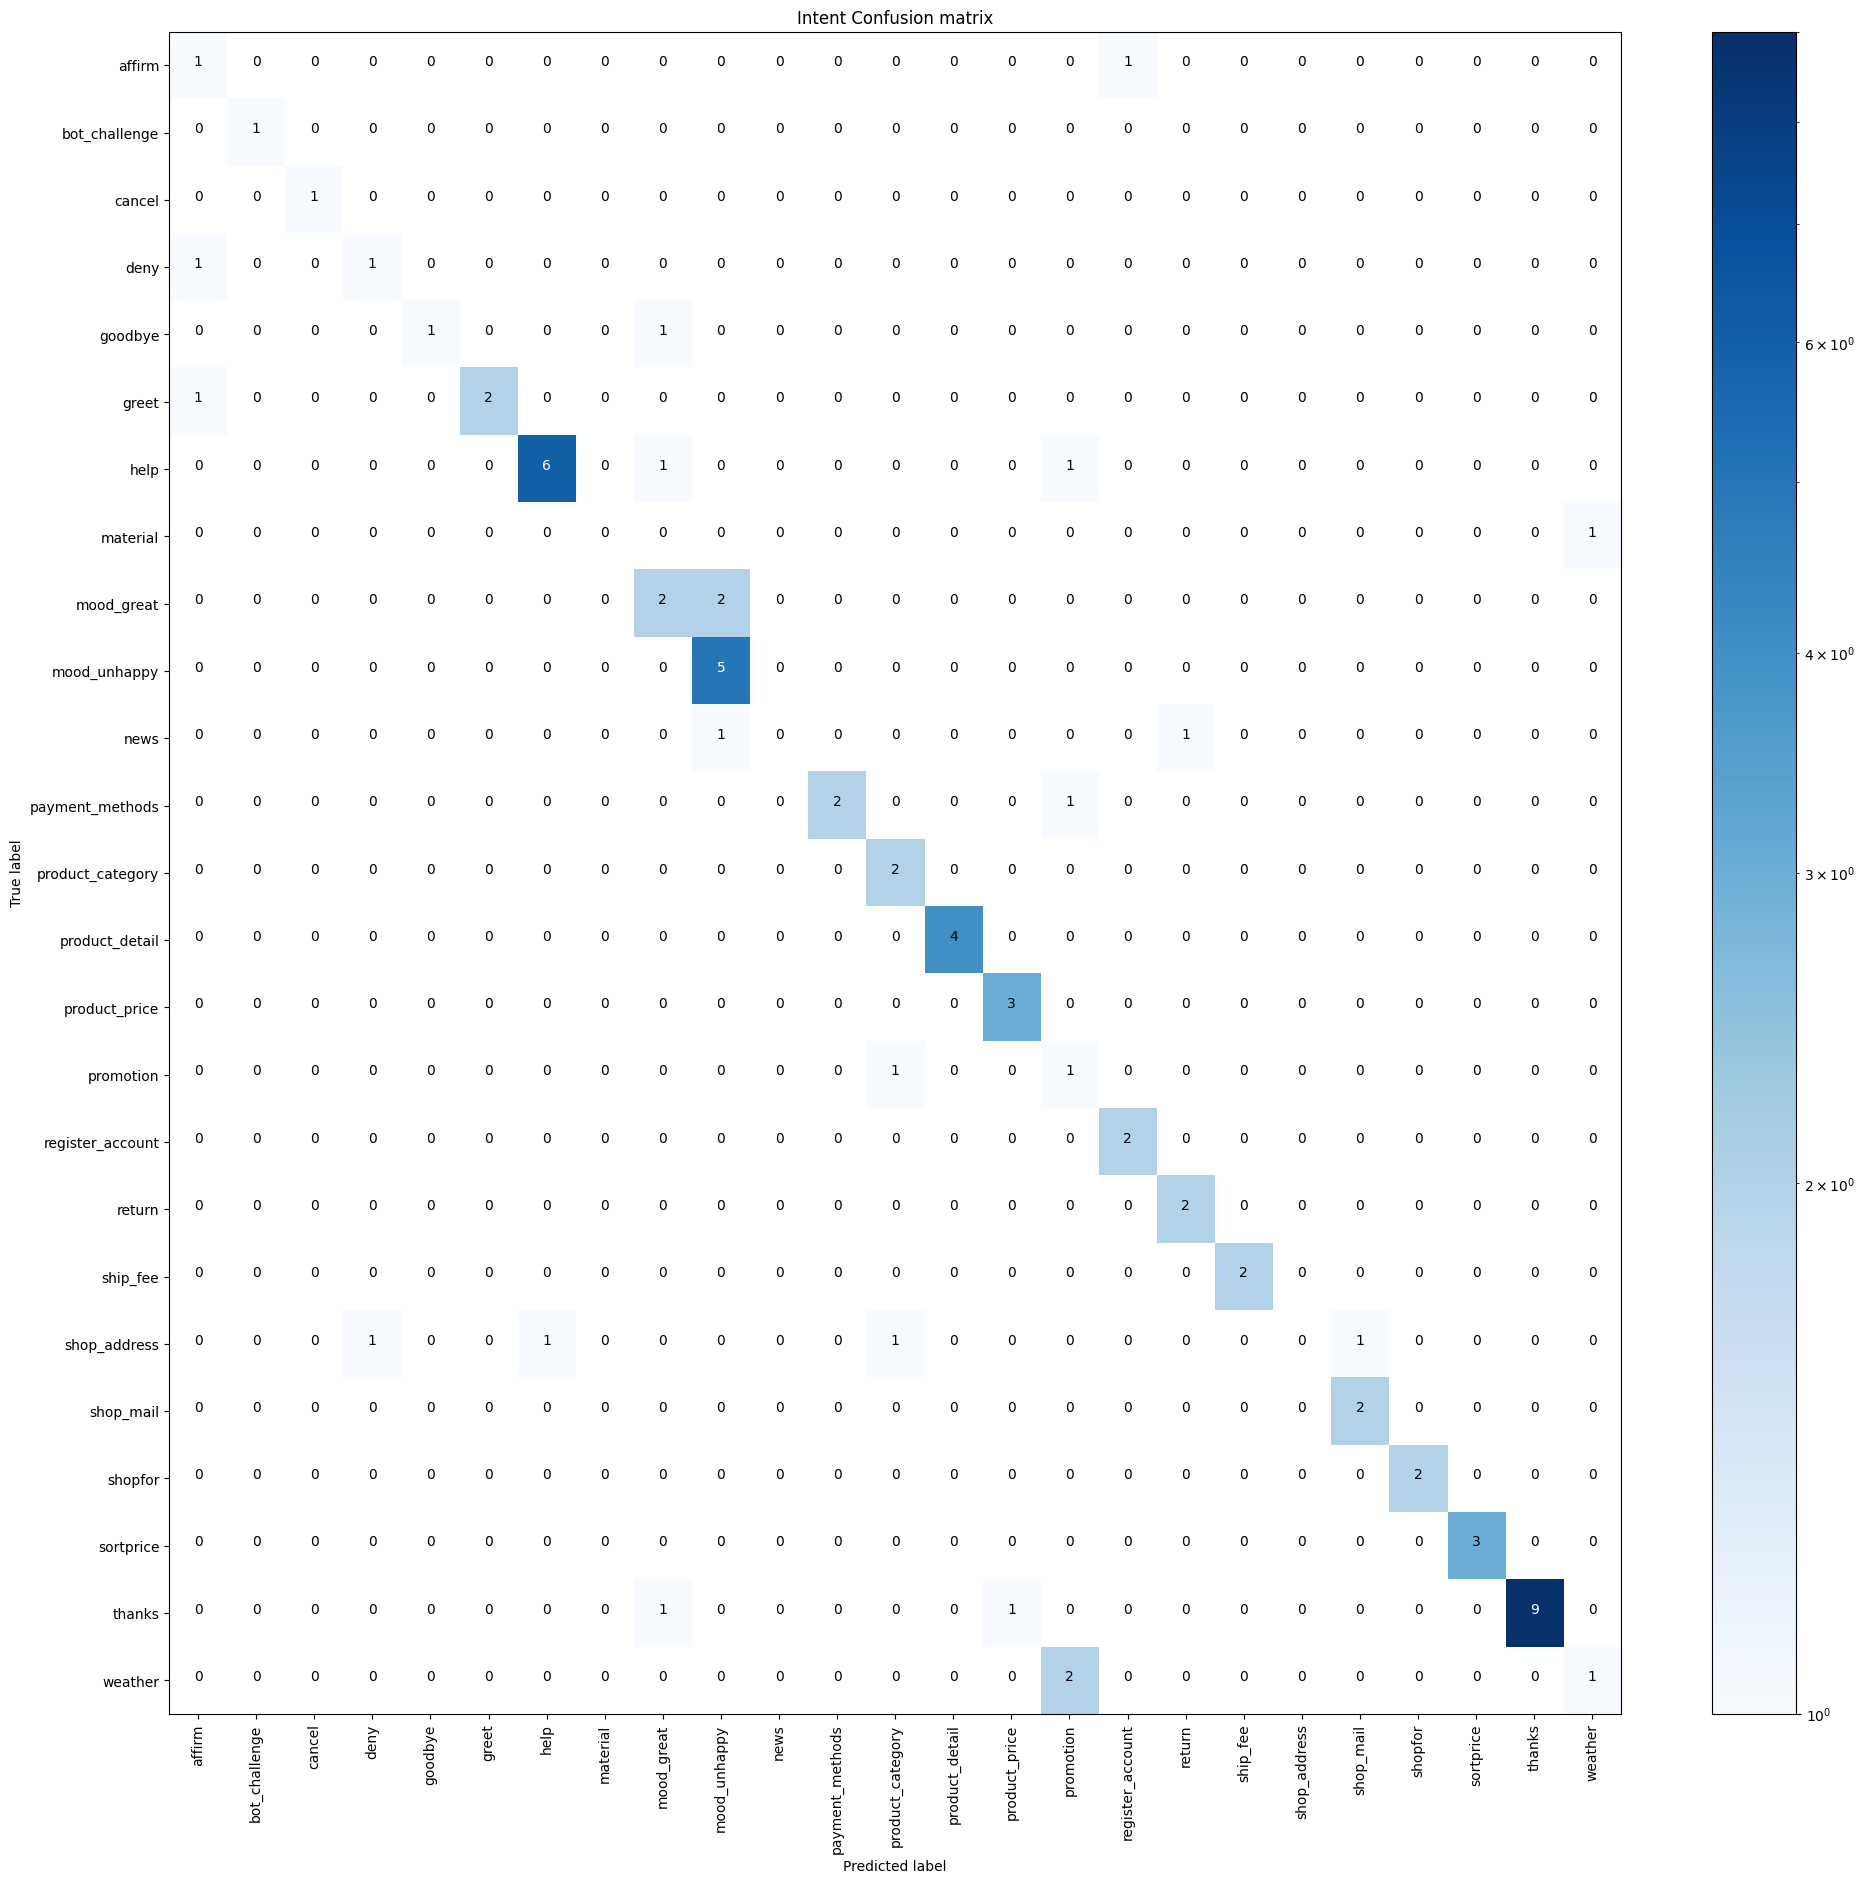 Intent Confusion matrix
affirm 1 0 0 0 0 0 0 0 0 0 0 0 0 0 0 0 1 0 0 0 0 0 0 0 0
bot_challenge 0 1 0 0 0 0 0 0 0 0 0 0 0 0 0 0 0 0 0 0 0 0 0 0 0
cancel 0 0 1 0 0 0 0 0 0 0 0 0 0 0 0 0 0 0 0 0 0 0 0 0 0
deny 1 0 0 1 0 0 0 0 0 0 0 0 0 0 0 0 0 0 0 0 0 0 0 0 0
goodbye 0 0 0 0 1 0 0 0 1 0 0 0 0 0 0 0 0 0 0 0 0 0 0 0 0
greet 1 0 0 0 0 2 0 0 0 0 0 0 0 0 0 0 0 0 0 0 0 0 0 0 0
help 0 0 0 0 0 0 6 0 1 0 0 0 0 0 0 1 0 0 0 0 0 0 0 0 0
material 0 0 0 0 0 0 0 0 0 0 0 0 0 0 0 0 0 0 0 0 0 0 0 0 1
mood_great 0 0 0 0 0 0 0 0 2 2 0 0 0 0 0 0 0 0 0 0 0 0 0 0 0
mood_unhappy 0 0 0 0 0 0 0 0 0 5 0 0 0 0 0 0 0 0 0 0 0 0 0 0 0
news 0 0 0 0 0 0 0 0 0 1 0 0 0 0 0 0 0 1 0 0 0 0 0 0 0
payment_methods 0 0 0 0 0 0 0 0 0 0 0 2 0 0 0 1 0 0 0 0 0 0 0 0 0
product_category 0 0 0 0 0 0 0 0 0 0 0 0 2 0 0 0 0 0 0 0 0 0 0 0 0
product_detail 0 0 0 0 0 0 0 0 0 0 0 0 0 4 0 0 0 0 0 0 0 0 0 0 0
product_price 0 0 0 0 0 0 0 0 0 0 0 0 0 0 3 0 0 0 0 0 0 0 0 0 0
promotion 0 0 0 0 0 0 0 0 0 0 0 0 1 0 0 1 0 0 0 0 0 0 0 0 0
register_account 0 0 0 0 0 0 0 0 0 0 0 0 0 0 0 0 2 0 0 0 0 0 0 0 0
return 0 0 0 0 0 0 0 0 0 0 0 0 0 0 0 0 0 2 0 0 0 0 0 0 0
ship_fee 0 0 0 0 0 0 0 0 0 0 0 0 0 0 0 0 0 0 2 0 0 0 0 0 0
shop_address 0 0 0 1 0 0 1 0 0 0 0 0 1 0 0 0 0 0 0 0 1 0 0 0 0
shop_mail 0 0 0 0 0 0 0 0 0 0 0 0 0 0 0 0 0 0 0 0 2 0 0 0 0
shopfor 0 0 0 0 0 0 0 0 0 0 0 0 0 0 0 0 0 0 0 0 0 2 0 0 0
sortprice 0 0 0 0 0 0 0 0 0 0 0 0 0 0 0 0 0 0 0 0 0 0 3 0 0
thanks 0 0 0 0 0 0 0 0 1 0 0 0 0 0 1 0 0 0 0 0 0 0 0 9 0
weather 0 0 0 0 0 0 0 0 0 0 0 0 0 0 0 2 0 0 0 0 0 0 0 0 1
True label
affirm
bot_challenge
cancel
deny
goodbye
greet
help
material
mood_great
mood_unhappy
news
payment_methods
product_category
product_detail
product_price
promotion
register_account
return
ship_fee
shop_address
shop_mail
shopfor
sortprice
thanks
weather
Predicted label
6 × 10⁰
4 × 10⁰
3 × 10⁰
2 × 10⁰
10⁰